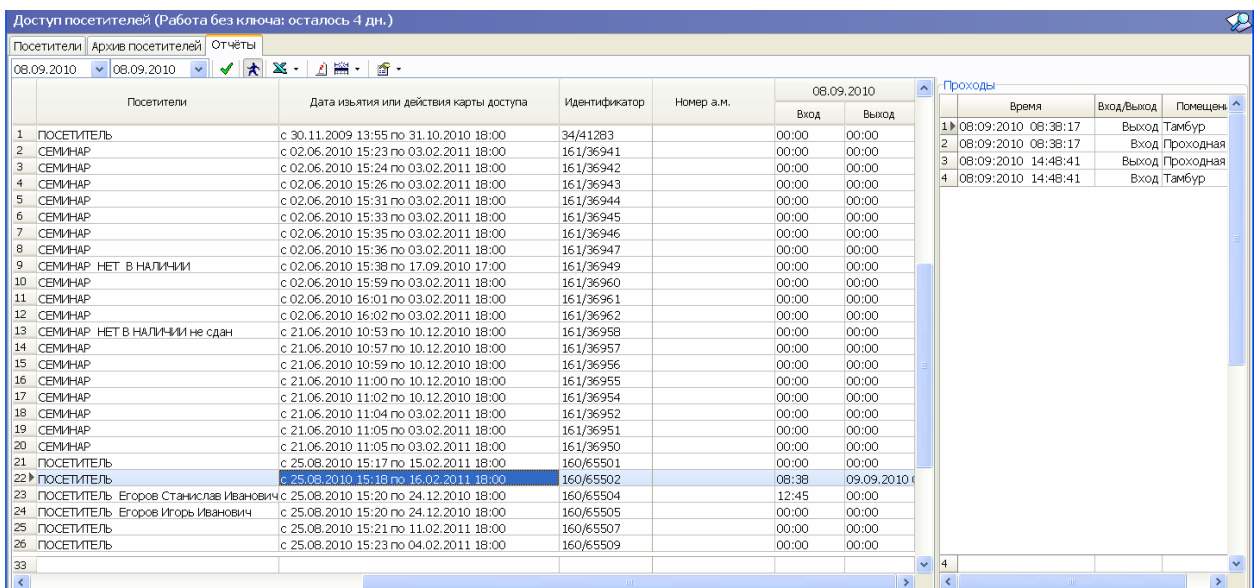 Доступ посетителей (Работа без ключа: осталось 4 дн.)
Посетители Архив посетителей Отчёты
08.09.2010 08.09.2010
Посетители Дата изьятия или действия карты доступа Идентификатор Номер а.м. 08.09.2010
Вход Выход
1 ПОСЕТИТЕЛЬ с 30.11.2009 13:55 по 31.10.2010 18:00 34/41283 00:00 00:00
2 СЕМИНАР с 02.06.2010 15:23 по 03.02.2011 18:00 161/36941 00:00 00:00
3 СЕМИНАР с 02.06.2010 15:24 по 03.02.2011 18:00 161/36942 00:00 00:00
4 СЕМИНАР с 02.06.2010 15:26 по 03.02.2011 18:00 161/36943 00:00 00:00
5 СЕМИНАР с 02.06.2010 15:31 по 03.02.2011 18:00 161/36944 00:00 00:00
6 СЕМИНАР с 02.06.2010 15:33 по 03.02.2011 18:00 161/36945 00:00 00:00
7 СЕМИНАР с 02.06.2010 15:35 по 03.02.2011 18:00 161/36946 00:00 00:00
8 СЕМИНАР с 02.06.2010 15:36 по 03.02.2011 18:00 161/36947 00:00 00:00
9 СЕМИНАР НЕТ В НАЛИЧИИ с 02.06.2010 15:38 по 17.09.2010 17:00 161/36949 00:00 00:00
10 СЕМИНАР с 02.06.2010 15:59 по 03.02.2011 18:00 161/36960 00:00 00:00
11 СЕМИНАР с 02.06.2010 16:01 по 03.02.2011 18:00 161/36961 00:00 00:00
12 СЕМИНАР с 02.06.2010 16:02 по 03.02.2011 18:00 161/36962 00:00 00:00
13 СЕМИНАР НЕТ В НАЛИЧИИ не сдан с 21.06.2010 10:53 по 10.12.2010 18:00 161/36958 00:00 00:00
14 СЕМИНАР с 21.06.2010 10:57 по 10.12.2010 18:00 161/36957 00:00 00:00
15 СЕМИНАР с 21.06.2010 10:59 по 10.12.2010 18:00 161/36956 00:00 00:00
16 СЕМИНАР с 21.06.2010 11:00 по 10.12.2010 18:00 161/36955 00:00 00:00
17 СЕМИНАР с 21.06.2010 11:02 по 10.12.2010 18:00 161/36954 00:00 00:00
18 СЕМИНАР с 21.06.2010 11:04 по 03.02.2011 18:00 161/36952 00:00 00:00
19 СЕМИНАР с 21.06.2010 11:05 по 03.02.2011 18:00 161/36951 00:00 00:00
20 СЕМИНАР с 21.06.2010 11:05 по 03.02.2011 18:00 161/36950 00:00 00:00
21 ПОСЕТИТЕЛЬ с 25.08.2010 15:17 по 15.02.2011 18:00 160/65501 00:00 00:00
22 ПОСЕТИТЕЛЬ с 25.08.2010 15:18 по 16.02.2011 18:00 160/65502 08:38 09.09.2010
23 ПОСЕТИТЕЛЬ Егоров Станислав Иванович с 25.08.2010 15:20 по 24.12.2010 18:00 160/65504 12:45 00:00
24 ПОСЕТИТЕЛЬ Егоров Игорь Иванович с 25.08.2010 15:20 по 24.12.2010 18:00 160/65505 00:00 00:00
25 ПОСЕТИТЕЛЬ с 25.08.2010 15:21 по 11.02.2011 18:00 160/65507 00:00 00:00
26 ПОСЕТИТЕЛЬ с 25.08.2010 15:23 по 04.02.2011 18:00 160/65509 00:00 00:00
33
Проходы
Время Вход/Выход Помещен
1 08:09:2010 08:38:17 Выход Тамбур
2 08:09:2010 08:38:17 Вход Проходная
3 08:09:2010 14:48:41 Выход Проходная
4 08:09:2010 14:48:41 Вход Тамбур
4